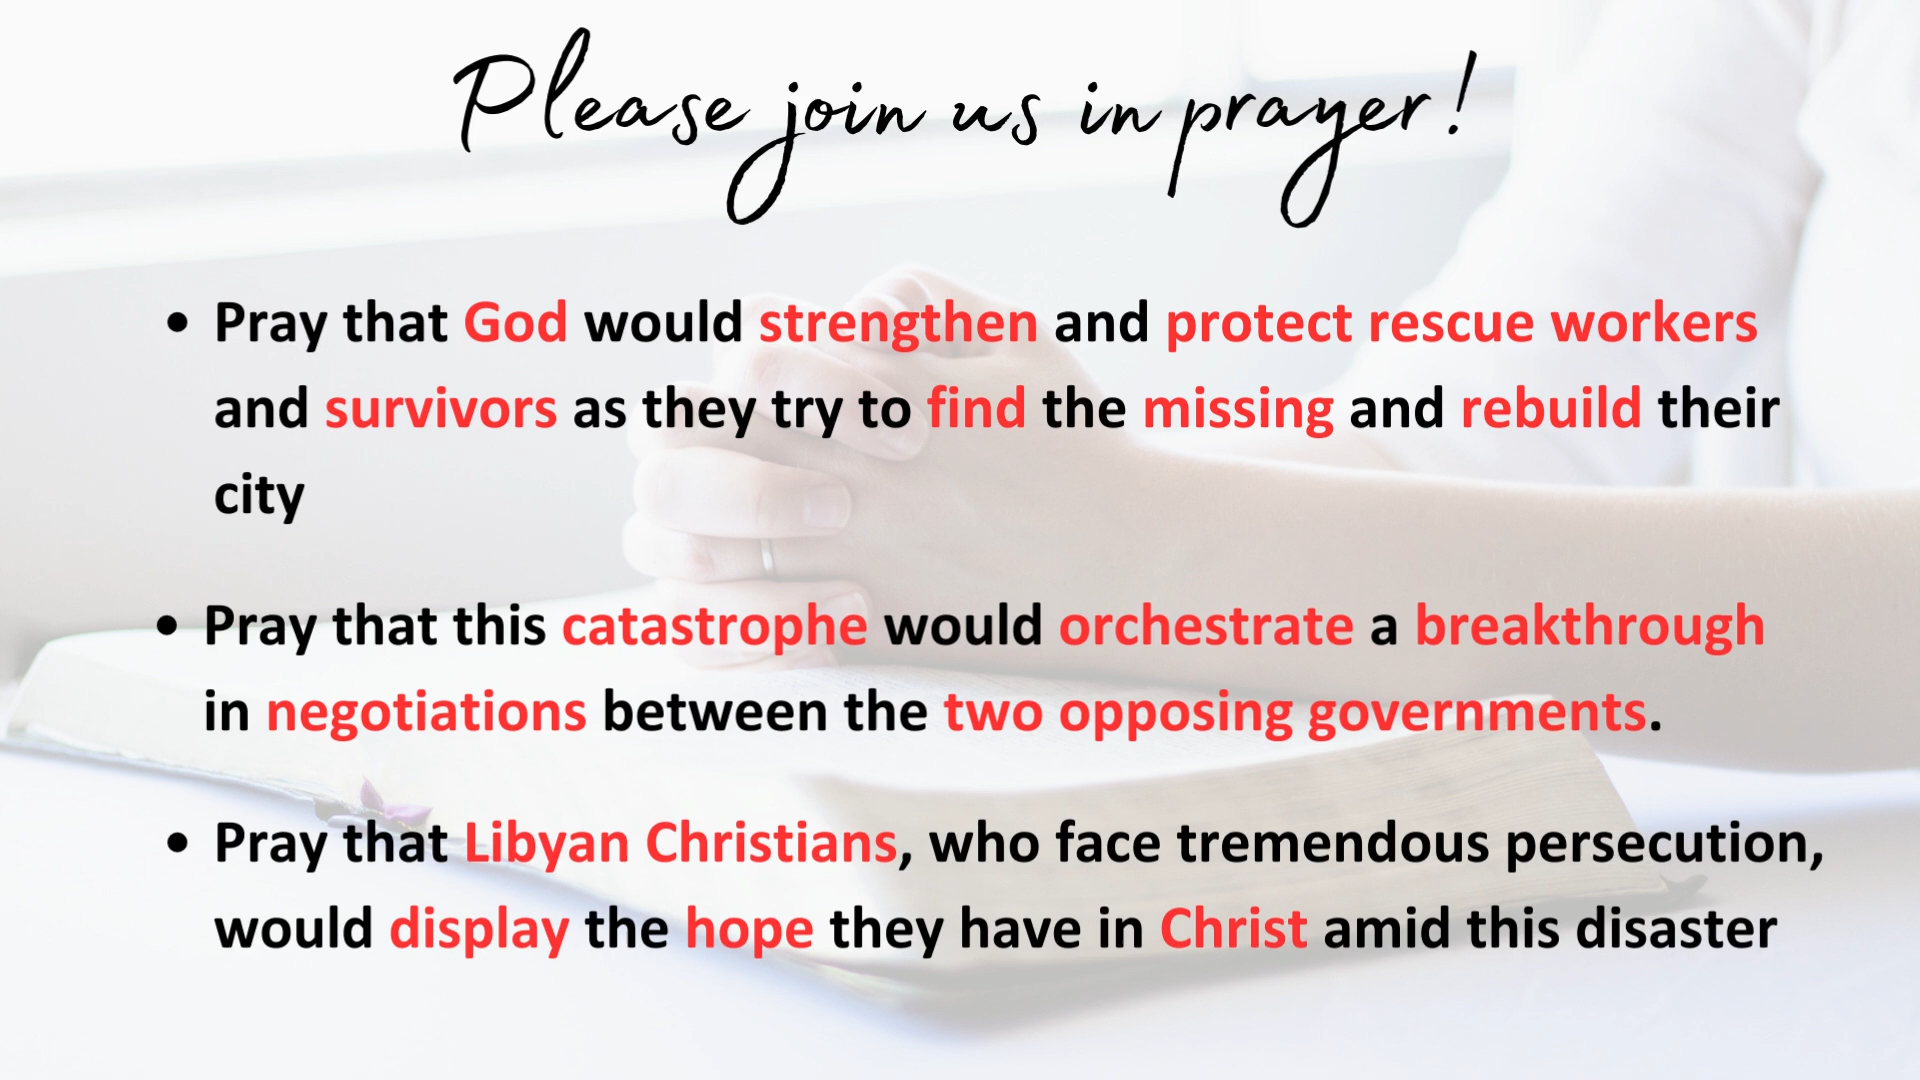 Please join us in prayer!
• Pray that God would strengthen and protect rescue workers
and survivors as they try to find the missing and rebuild their
city
• Pray that this catastrophe would orchestrate a breakthrough
in negotiations between the two opposing governments.
• Pray that Libyan Christians, who face tremendous persecution,
would display the hope they have in Christ amid this disaster